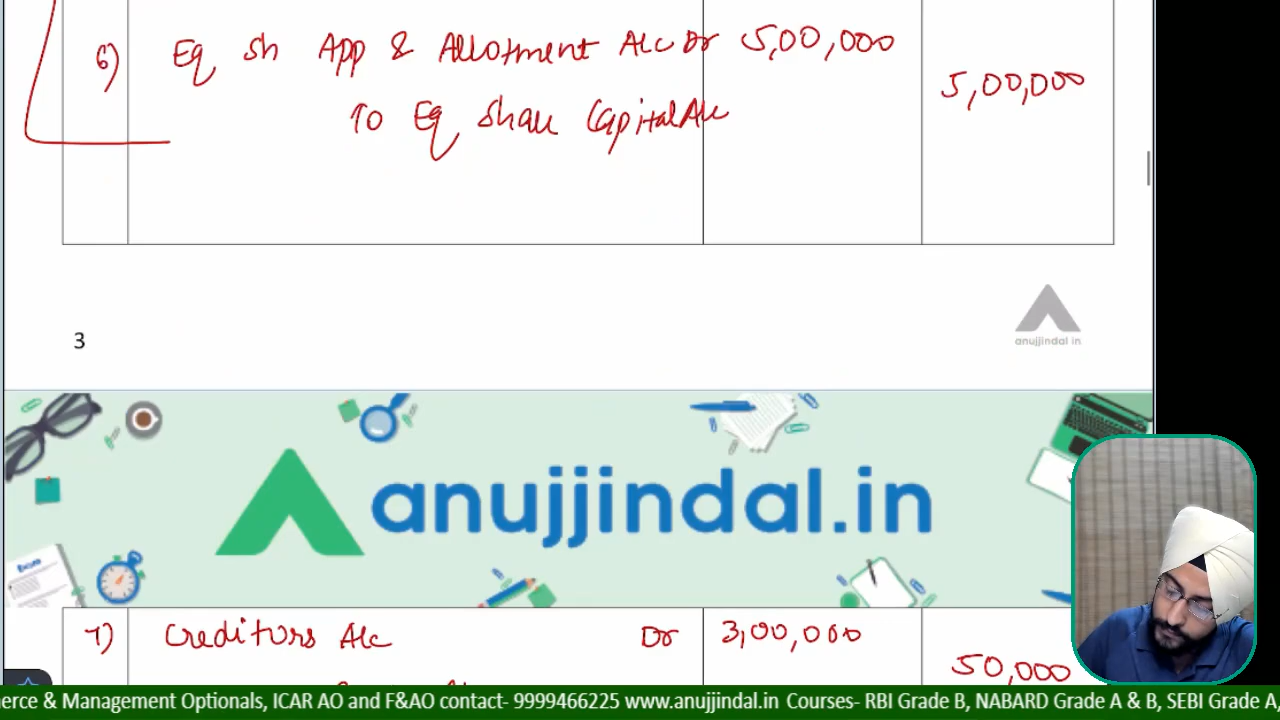 6) Eq Sh App & Allotment A/c Dr 5,00,000
5,00,000
To Eq Share Capital A/c
3
anujjindal.in
anujjindal.in
7) Creditors A/c Dr 3,00,000
50,000
erce & Management Optionals, ICAR AO and F&AO contact- 9999466225 www.anujjindal.in Courses- RBI Grade B, NABARD Grade A & B, SEBI Grade A,